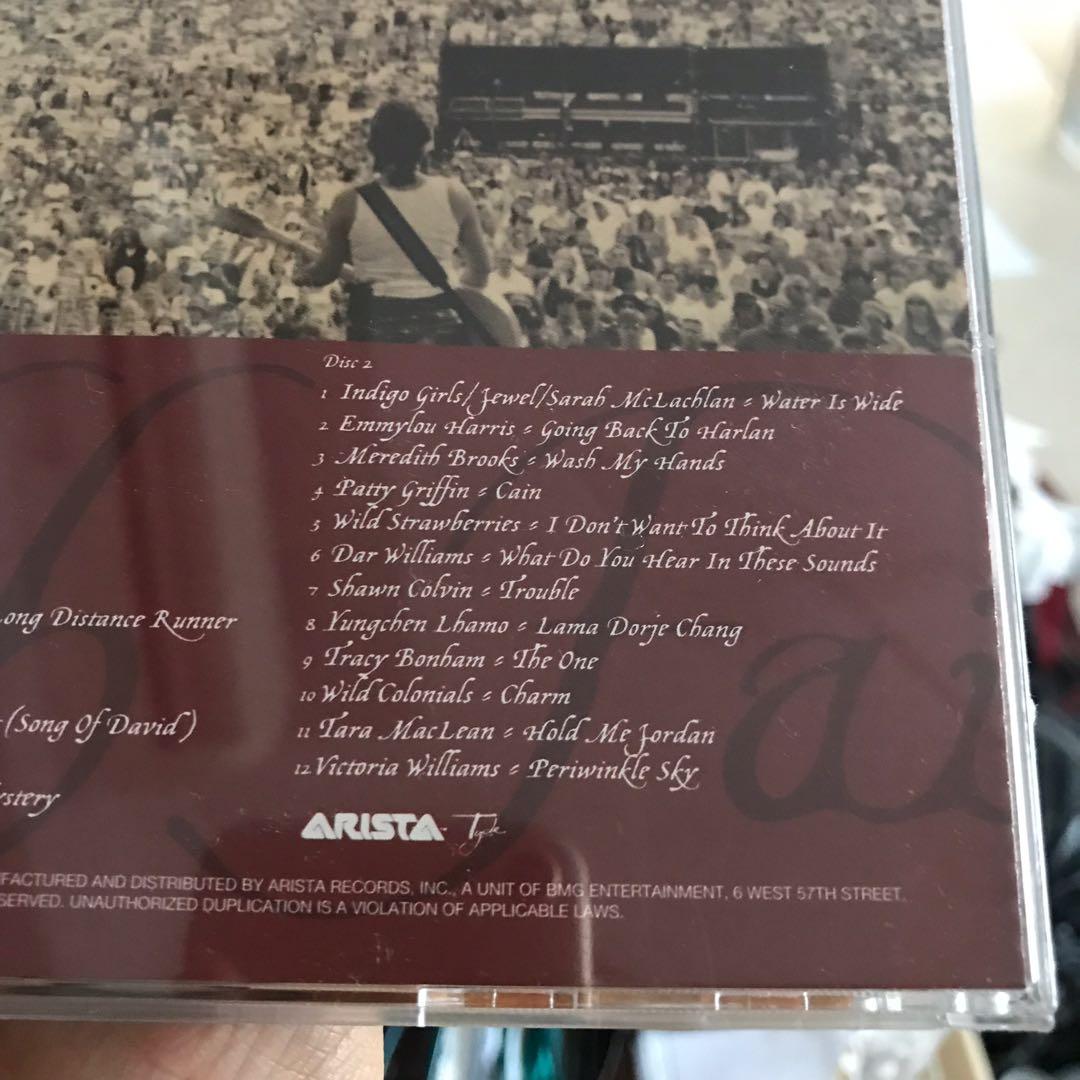 Disc 2
1 Indigo Girls/Jewel/Sarah McLachlan - Water Is Wide
2 Emmylou Harris - Going Back To Harlan
3 Meredith Brooks - Wash My Hands
4 Patty Griffin - Cain
5 Wild Strawberries - I Don't Want To Think About It
6 Dar Williams - What Do You Hear In These Sounds
7 Shawn Colvin - Trouble
Long Distance Runner
8 Yungchen Lhamo - Lama Dorje Chang
9 Tracy Bonham - The One
10 Wild Colonials - Charm
(Song Of David)
11 Tara MacLean - Hold Me Jordan
12 Victoria Williams - Periwinkle Sky
ystery
ARISTA
FACTURED AND DISTRIBUTED BY ARISTA RECORDS, INC., A UNIT OF BMG ENTERTAINMENT, 6 WEST 57TH STREET,
SERVED. UNAUTHORIZED DUPLICATION IS A VIOLATION OF APPLICABLE LAWS.